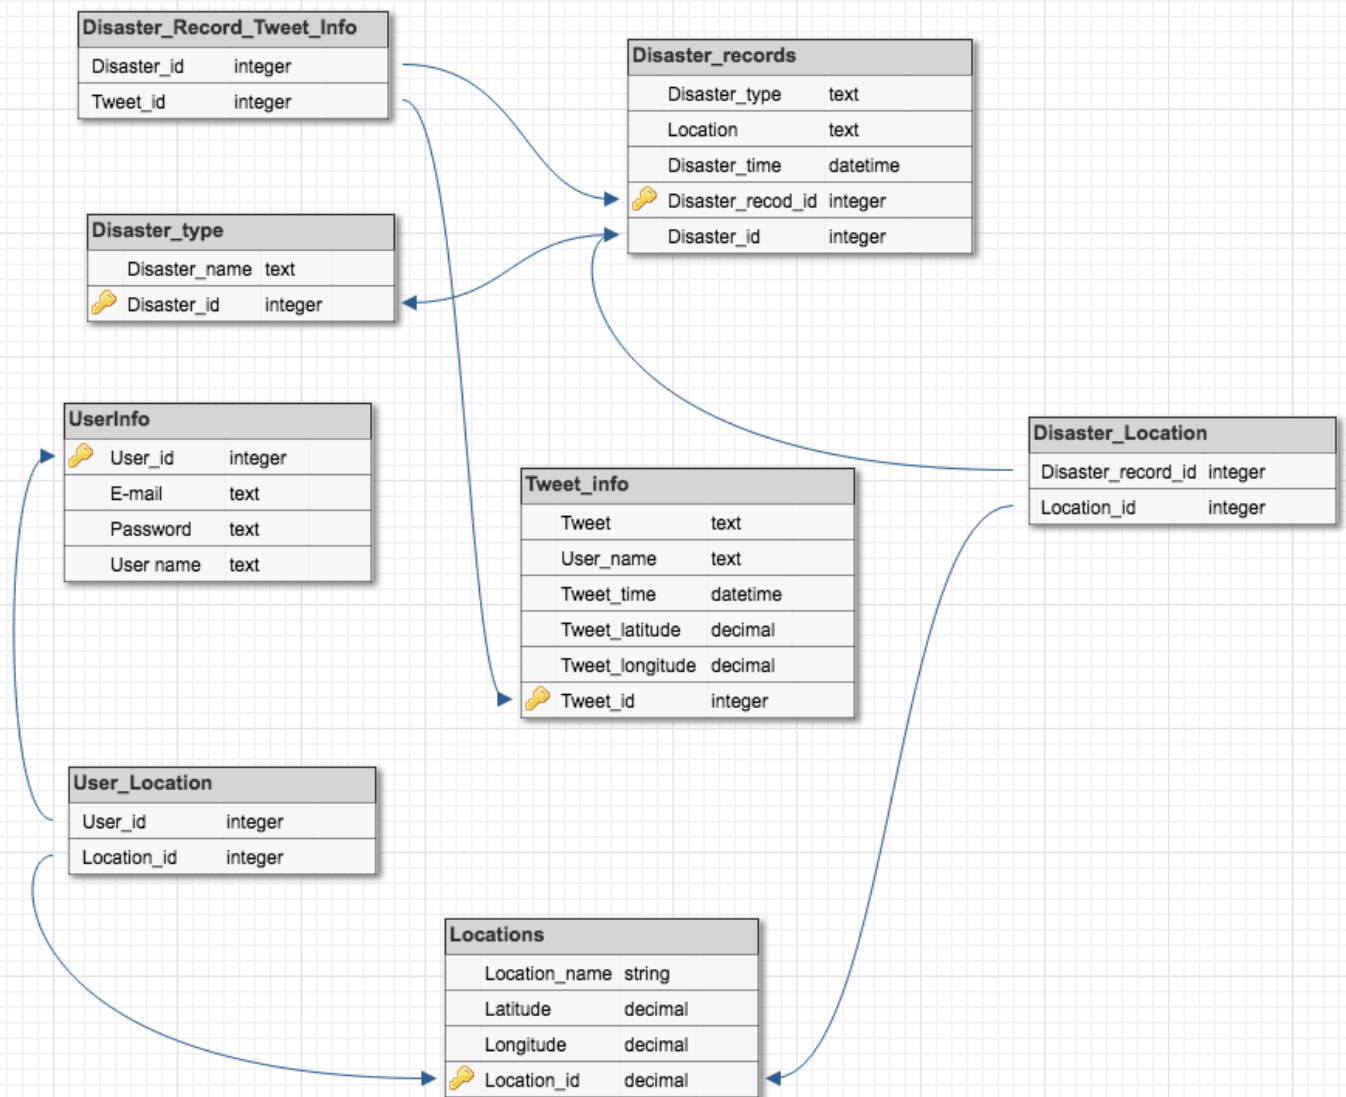 Disaster_Record_Tweet_Info
Disaster_id integer
Tweet_id integer
Disaster_records
Disaster_type text
Location text
Disaster_time datetime
Disaster_recod_id integer
Disaster_id integer
Disaster_type
Disaster_name text
Disaster_id integer
UserInfo
User_id integer
E-mail text
Password text
User name text
Tweet_info
Tweet text
User_name text
Tweet_time datetime
Tweet_latitude decimal
Tweet_longitude decimal
Tweet_id integer
Disaster_Location
Disaster_record_id integer
Location_id integer
User_Location
User_id integer
Location_id integer
Locations
Location_name string
Latitude decimal
Longitude decimal
Location_id decimal